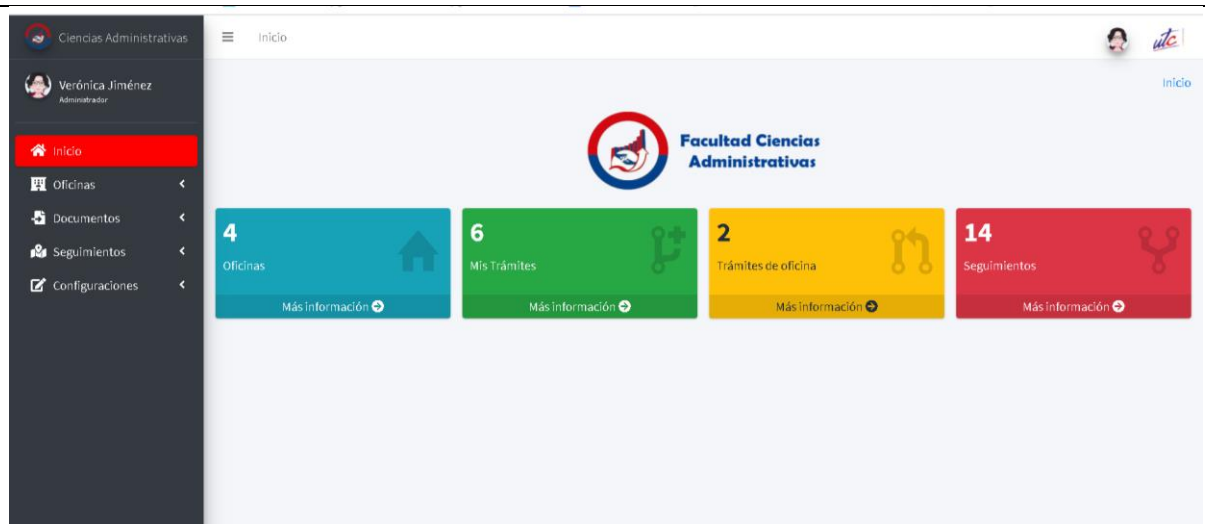 Ciencias Administrativas
Inicio
utc
Verónica Jiménez
Administrador
Inicio
Inicio
Oficinas
Documentos
Seguimientos
Configuraciones
Facultad Ciencias
Administrativas
4
Oficinas
Más información
6
Mis Trámites
Más información
2
Trámites de oficina
Más información
14
Seguimientos
Más información